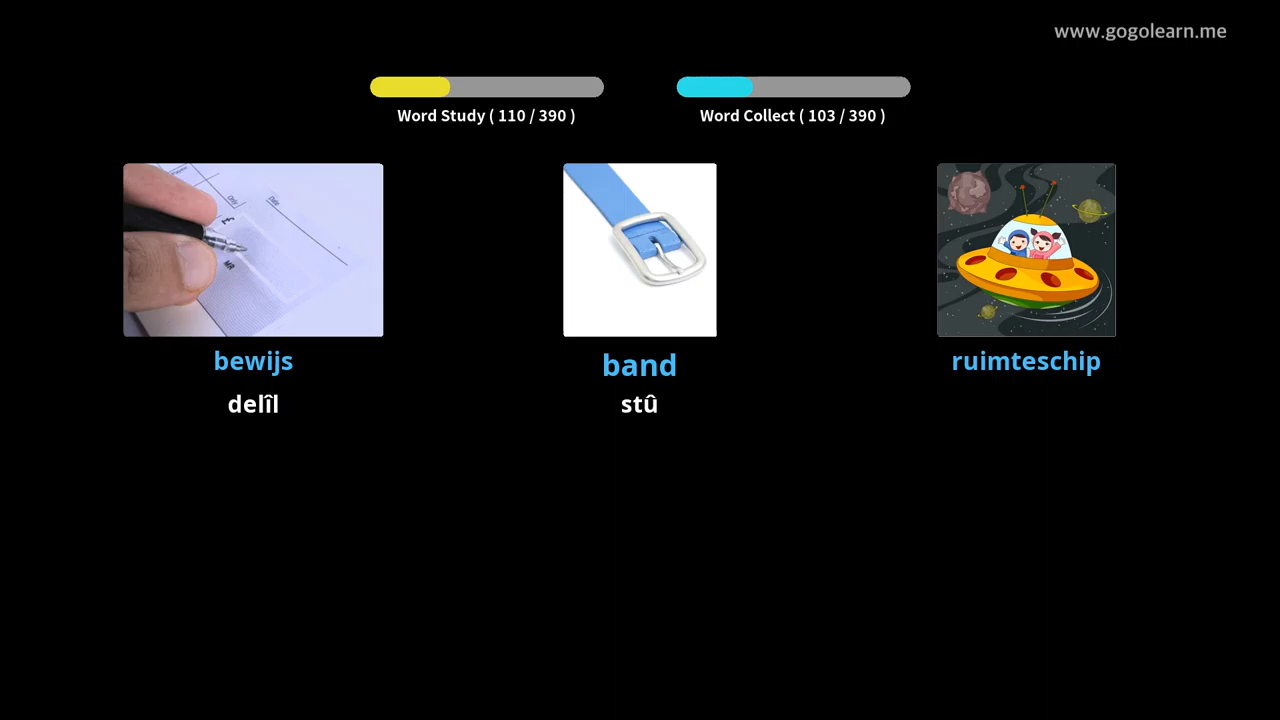 www.gogolearn.me
Word Study ( 110 / 390 )
Word Collect ( 103 / 390 )
bewijs
band
ruimteschip
delîl
stû